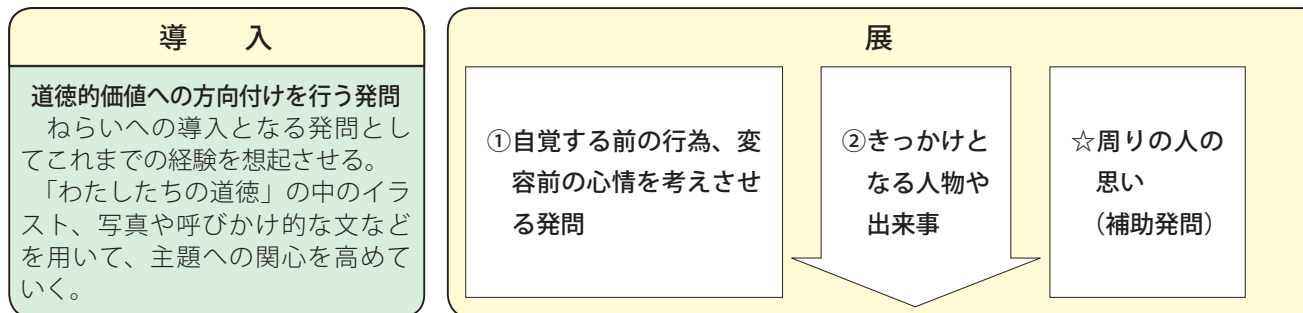 導　入
道徳的価値への方向付けを行う発問
　ねらいへの導入となる発問とし
てこれまでの経験を想起させる。
　「わたしたちの道徳」の中のイラ
スト、写真や呼びかけ的な文など
を用いて、主題への関心を高めて
いく。
展
①自覚する前の行為、変
容前の心情を考えさせ
る発問
②きっかけと
なる人物や
出来事
☆周りの人の
思い
（補助発問）